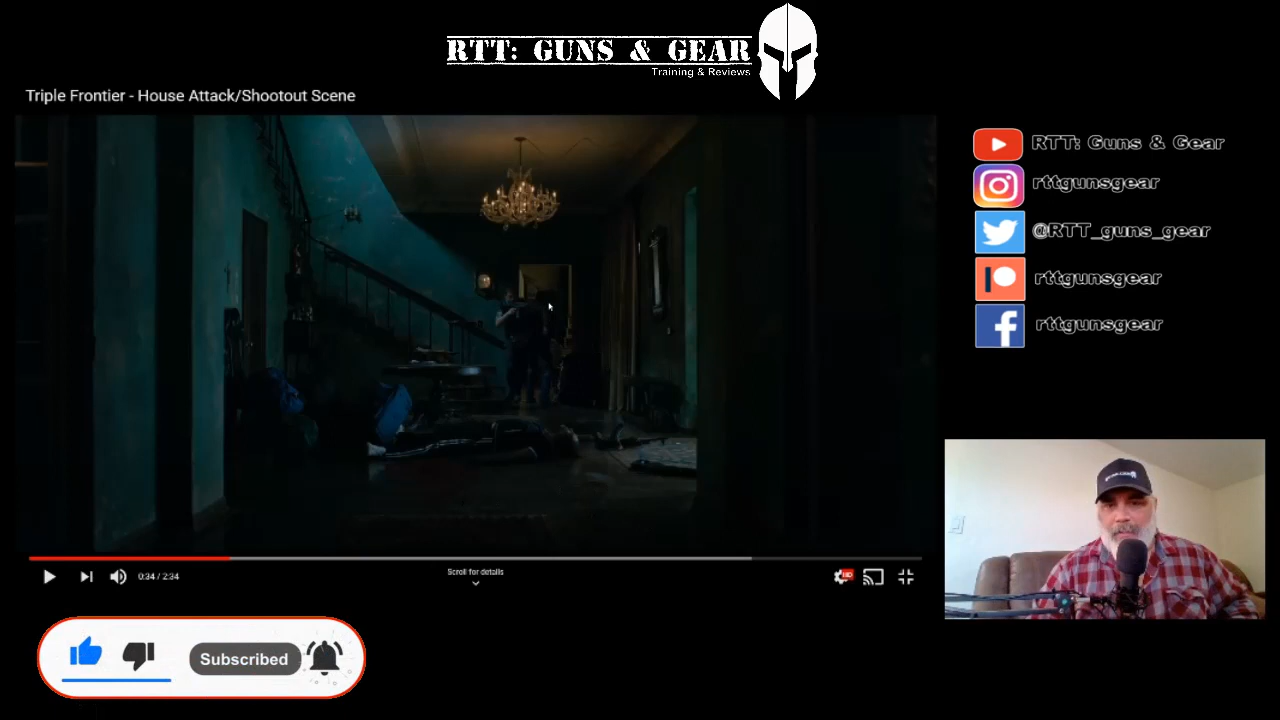 RTT: GUNS & GEAR
Training & Reviews
Triple Frontier - House Attack/Shootout Scene
RTT: Guns & Gear
rttgunsgear
@RTT_guns_gear
rttgunsgear
rttgunsgear
0:34 / 2:34
Scroll for details
HD
Subscribed